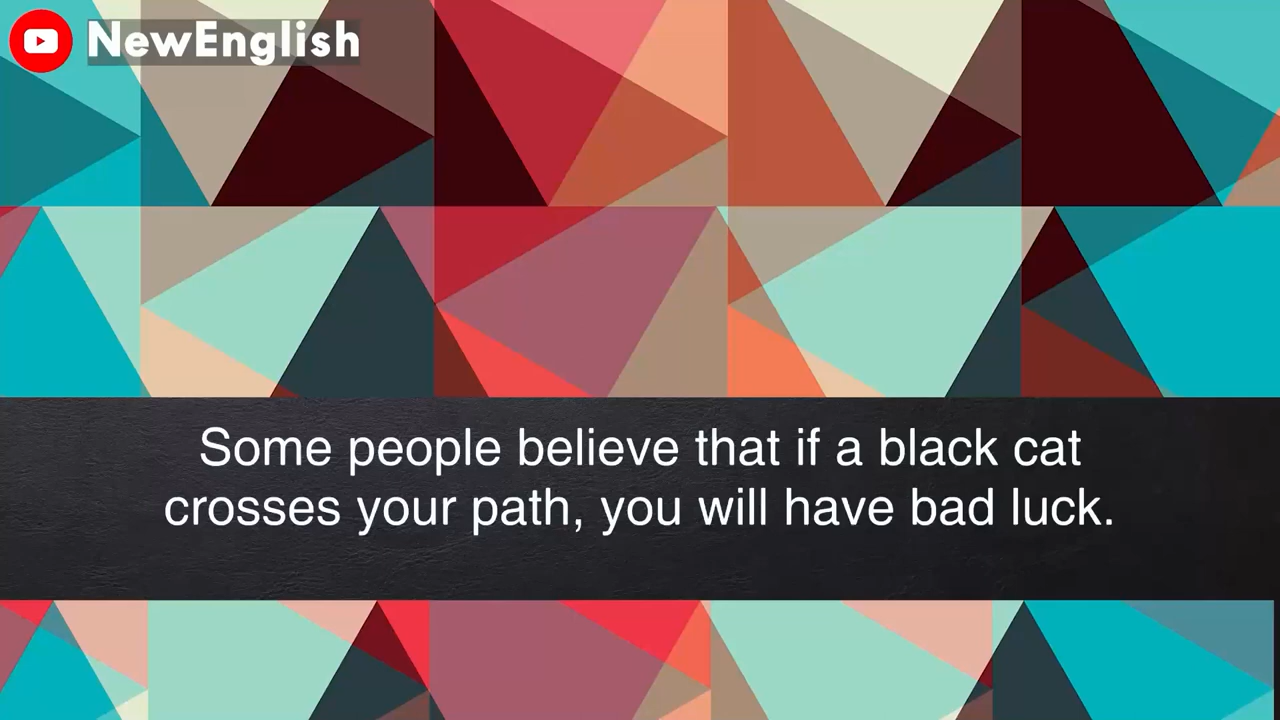 NewEnglish
Some people believe that if a black cat
crosses your path, you will have bad luck.